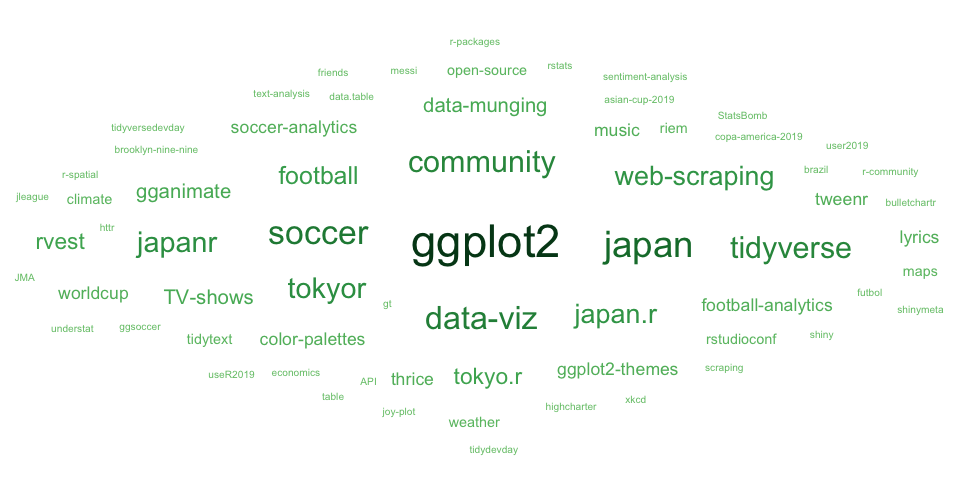 r-packages
friends
messi
open-source
rstats
sentiment-analysis
text-analysis
data.table
data-munging
asian-cup-2019
StatsBomb
tidyversedevday
soccer-analytics
music
riem
copa-america-2019
user2019
brooklyn-nine-nine
community
r-spatial
football
web-scraping
brazil
r-community
jleague
climate
gganimate
tweenr
bulletchartr
httr
rvest
japanr
soccer
ggplot2
japan
tidyverse
lyrics
JMA
maps
worldcup
TV-shows
tokyor
gt
football-analytics
futbol
shinymeta
understat
ggsoccer
data-viz
japan.r
tidytext
color-palettes
rstudioconf
shiny
useR2019
economics
API
thrice
tokyo.r
ggplot2-themes
scraping
table
joy-plot
highcharter
xkcd
weather
tidydevday